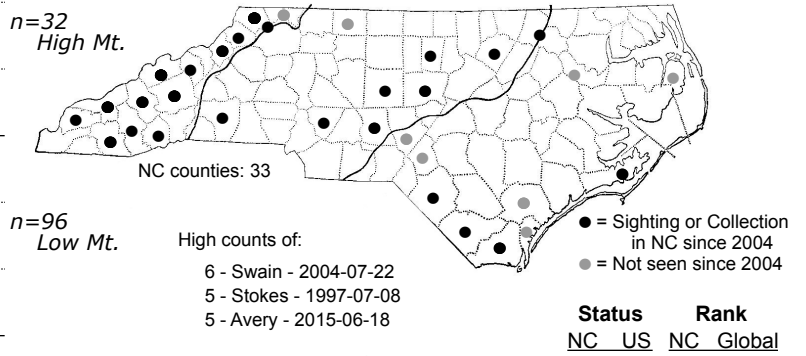 n=32
High Mt.
NC counties: 33
n=96
Low Mt.
High counts of:
6 - Swain - 2004-07-22
5 - Stokes - 1997-07-08
5 - Avery - 2015-06-18
= Sighting or Collection
in NC since 2004
= Not seen since 2004
Status Rank
NC US NC Global